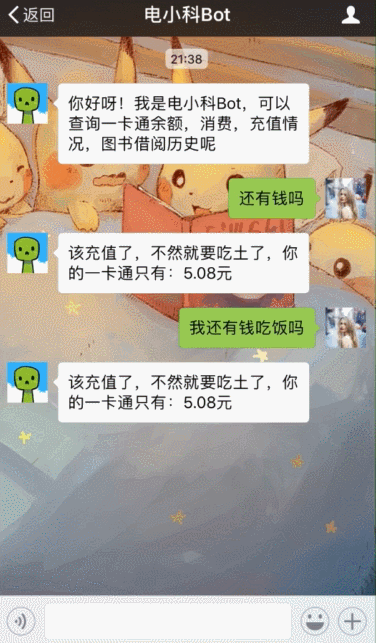 返回
电小科Bot
21:38
你好呀！我是电小科Bot，可以
查询一卡通余额，消费，充值情
况，图书借阅历史呢
还有钱吗
该充值了，不然就要吃土了，你
的一卡通只有：5.08元
我还有钱吃饭吗
该充值了，不然就要吃土了，你
的一卡通只有：5.08元